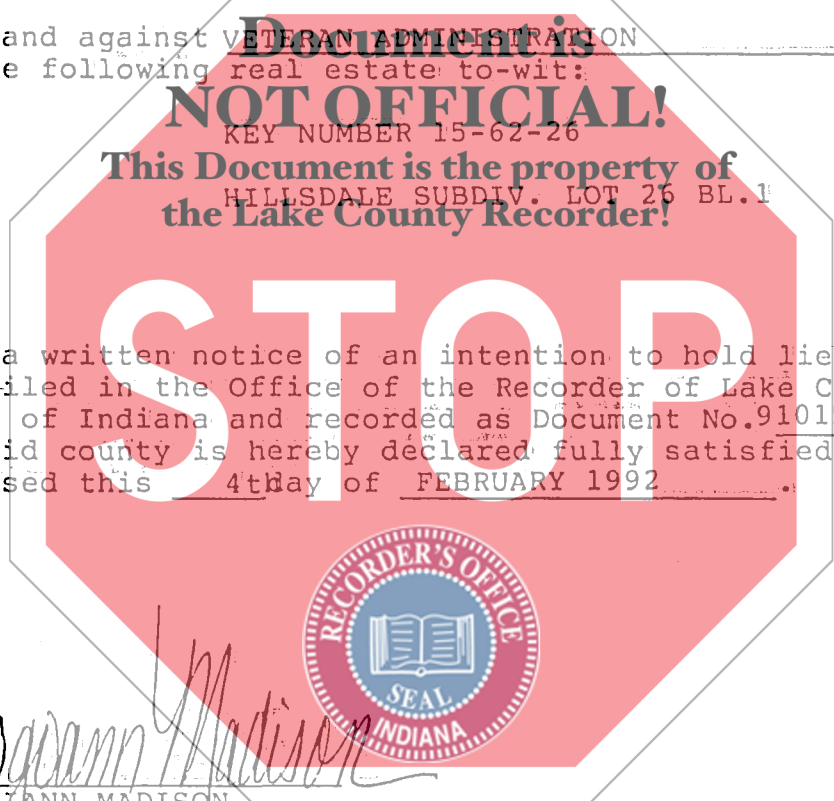 and against VETERAN ADMINISTRATION
Document is
e following real estate to-wit:
NOT OFFICIAL!
KEY NUMBER 15-62-26
This Document is the property of
HILLSDALE SUBDIV. LOT 26 BL.1
the Lake County Recorder!
STOP
a written notice of an intention to hold lie
iled in the Office of the Recorder of Lake C
of Indiana and recorded as Document No.9101
id county is hereby declared fully satisfied
sed this 4th day of FEBRUARY 1992.
RECORDER'S OFFICE
SEAL
INDIANA
Madison
ANN MADISON